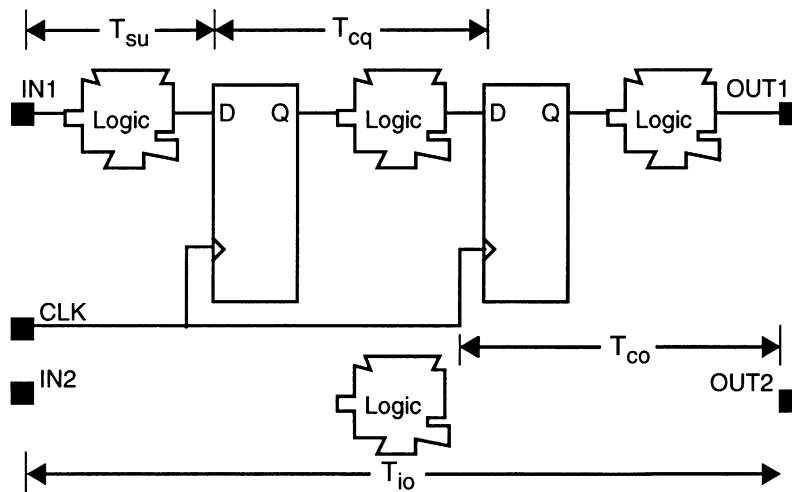 Tsu
Tcq
IN1
OUT1
Logic
D
Q
Logic
D
Q
Logic
CLK
Tco
IN2
OUT2
Logic
Tio